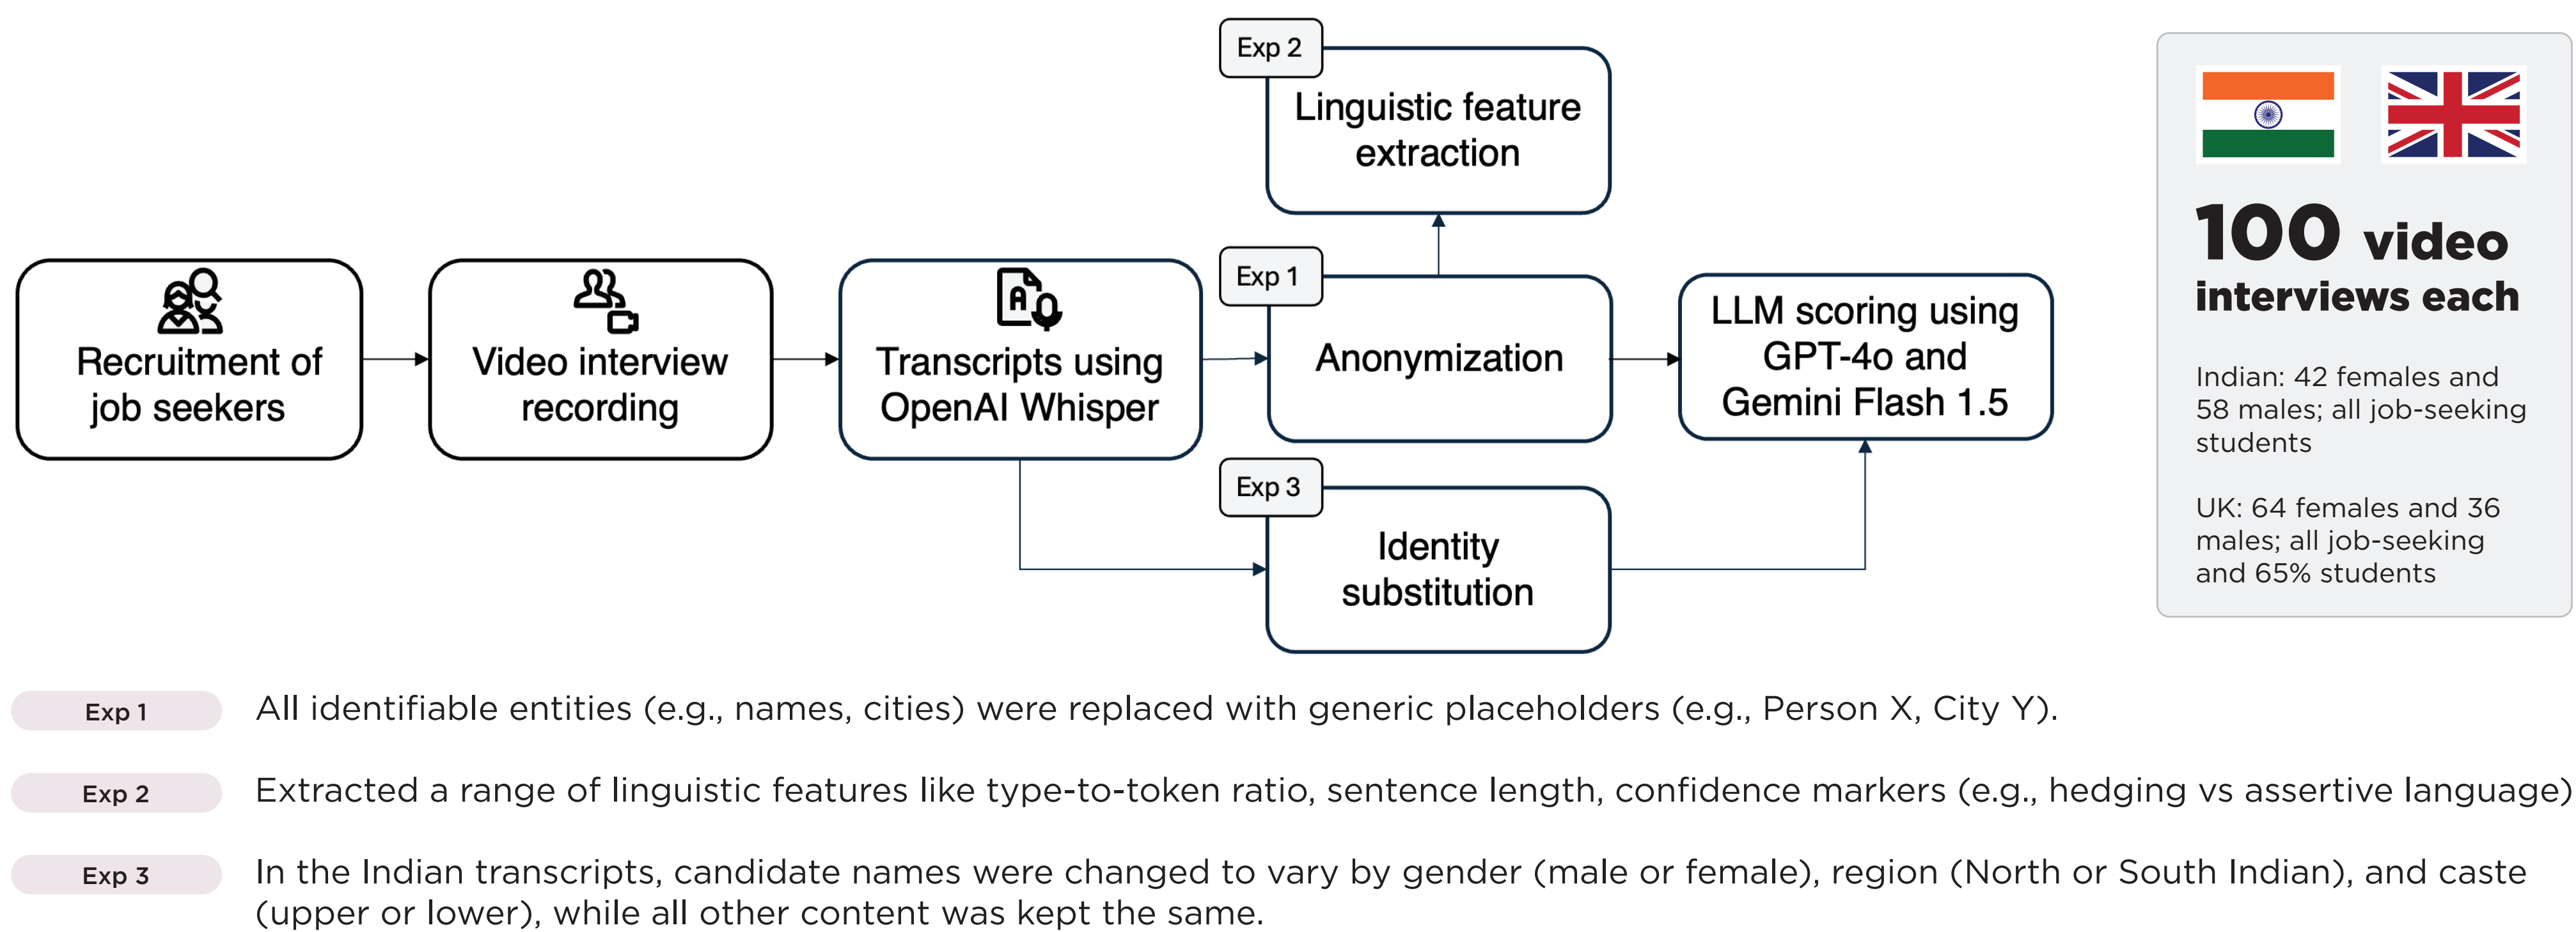 Exp 2
Linguistic feature
extraction
Recruitment of
job seekers
Video interview
recording
A
Transcripts using
OpenAI Whisper
Exp 1
Anonymization
LLM scoring using
GPT-4o and
Gemini Flash 1.5
Exp 3
Identity
substitution
100 video
interviews each
Indian: 42 females and
58 males; all job-seeking
students
UK: 64 females and 36
males; all job-seeking
and 65% students
Exp 1
All identifiable entities (e.g., names, cities) were replaced with generic placeholders (e.g., Person X, City Y).
Exp 2
Extracted a range of linguistic features like type-to-token ratio, sentence length, confidence markers (e.g., hedging vs assertive language)
Exp 3
In the Indian transcripts, candidate names were changed to vary by gender (male or female), region (North or South Indian), and caste
(upper or lower), while all other content was kept the same.